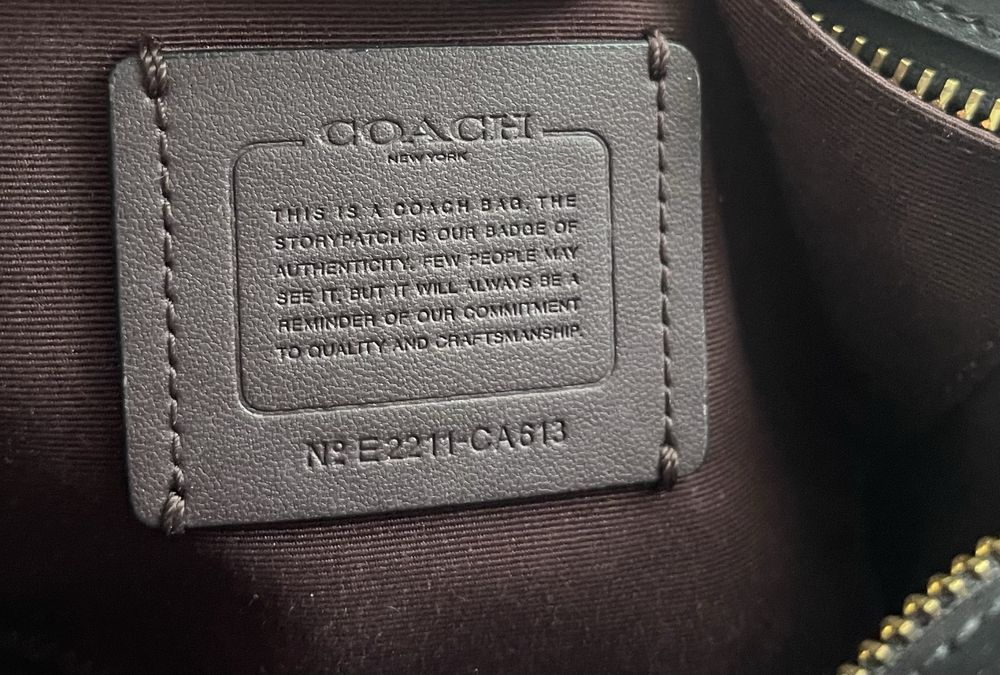 COACH
NEW YORK
THIS IS A COACH BAG. THE
STORYPATCH IS OUR BADGE OF
AUTHENTICITY. FEW PEOPLE MAY
SEE IT, BUT IT WILL ALWAYS BE A
REMINDER OF OUR COMMITMENT
TO QUALITY AND CRAFTSMANSHIP.
Nº E2211-CA613